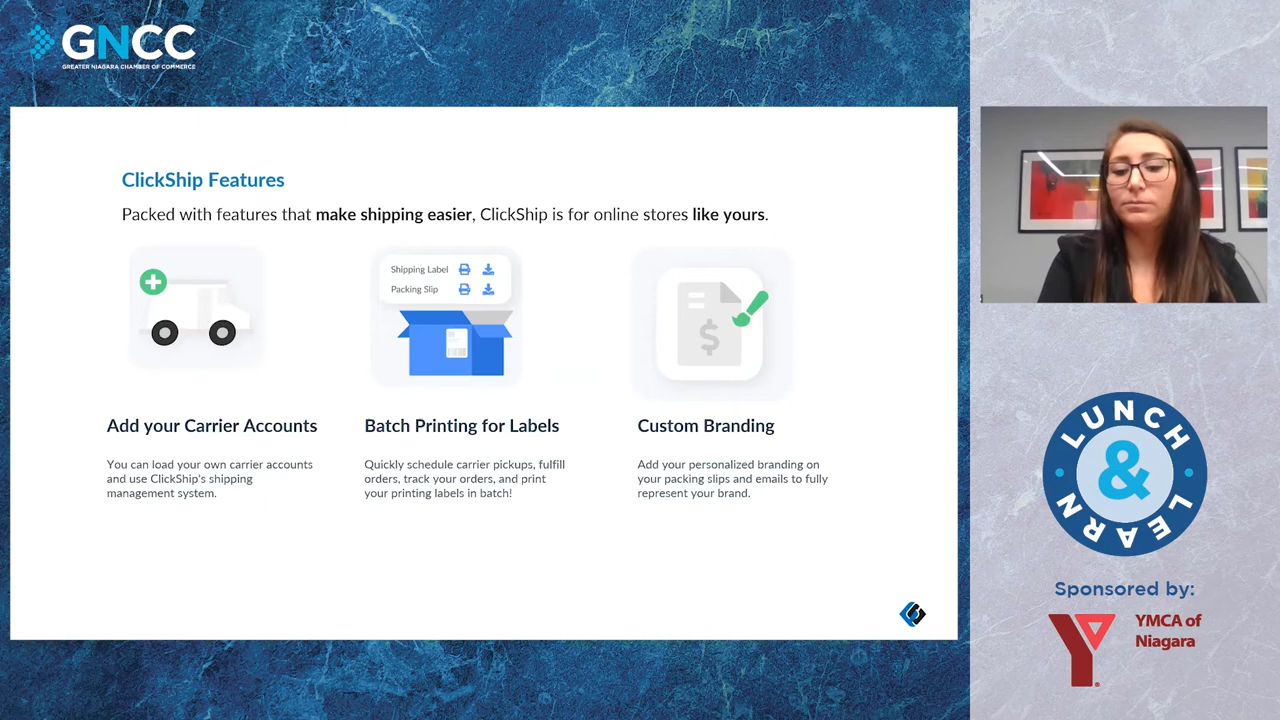 GNCC
GREATER NIAGARA CHAMBER OF COMMERCE
ClickShip Features
Packed with features that make shipping easier, ClickShip is for online stores like yours.
Shipping Label
Packing Slip
Add your Carrier Accounts
Batch Printing for Labels
Custom Branding
You can load your own carrier accounts
and use ClickShip's shipping
management system.
Quickly schedule carrier pickups, fulfill
orders, track your orders, and print
your printing labels in batch!
Add your personalized branding on
your packing slips and emails to fully
represent your brand.
LUNCH
&
LEARN
Sponsored by:
YMCA of
Niagara